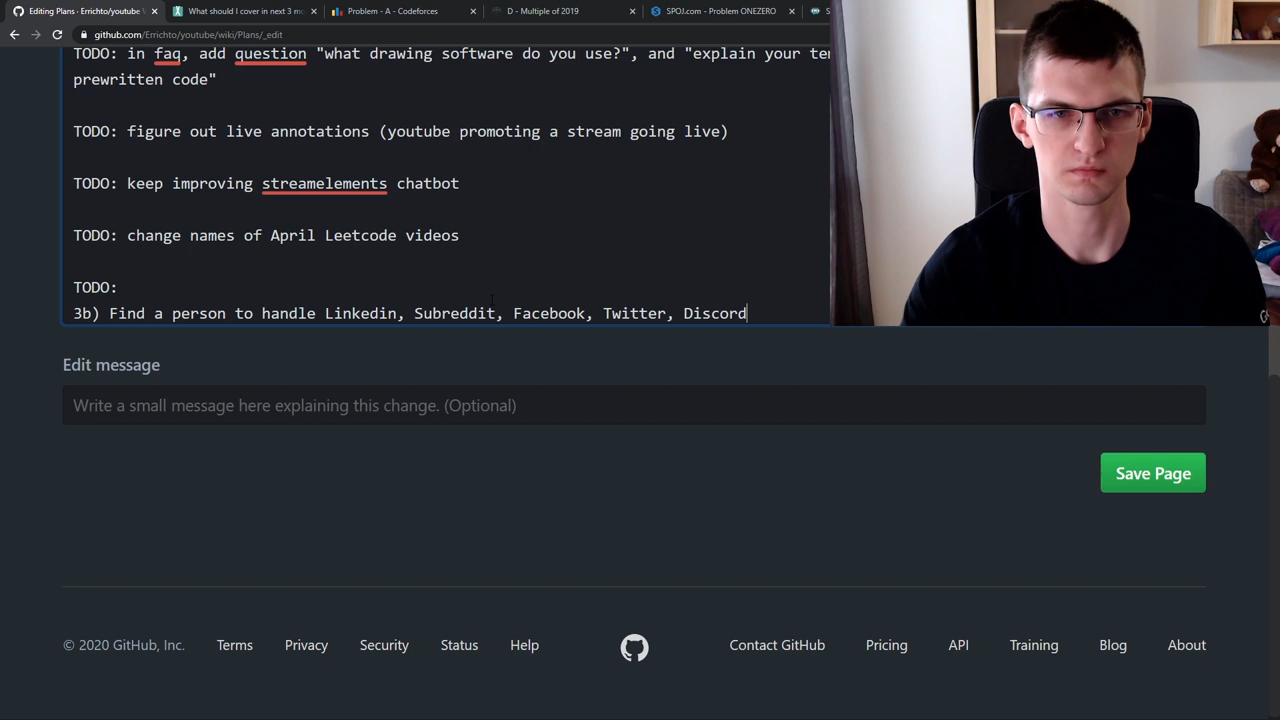 Editing Plans · Errichto/youtube
What should I cover in next 3 mo
Problem - A - Codeforces
D - Multiple of 2019
SPOJ.com - Problem ONEZERO
github.com/Errichto/youtube/wiki/Plans/_edit
TODO: in faq, add question "what drawing software do you use?", and "explain your
prewritten code"
TODO: figure out live annotations (youtube promoting a stream going live)
TODO: keep improving streamelements chatbot
TODO: change names of April Leetcode videos
TODO:
3b) Find a person to handle Linkedin, Subreddit, Facebook, Twitter, Discord
Edit message
Write a small message here explaining this change. (Optional)
Save Page
© 2020 GitHub, Inc.
Terms
Privacy
Security
Status
Help
Contact GitHub
Pricing
API
Training
Blog
About